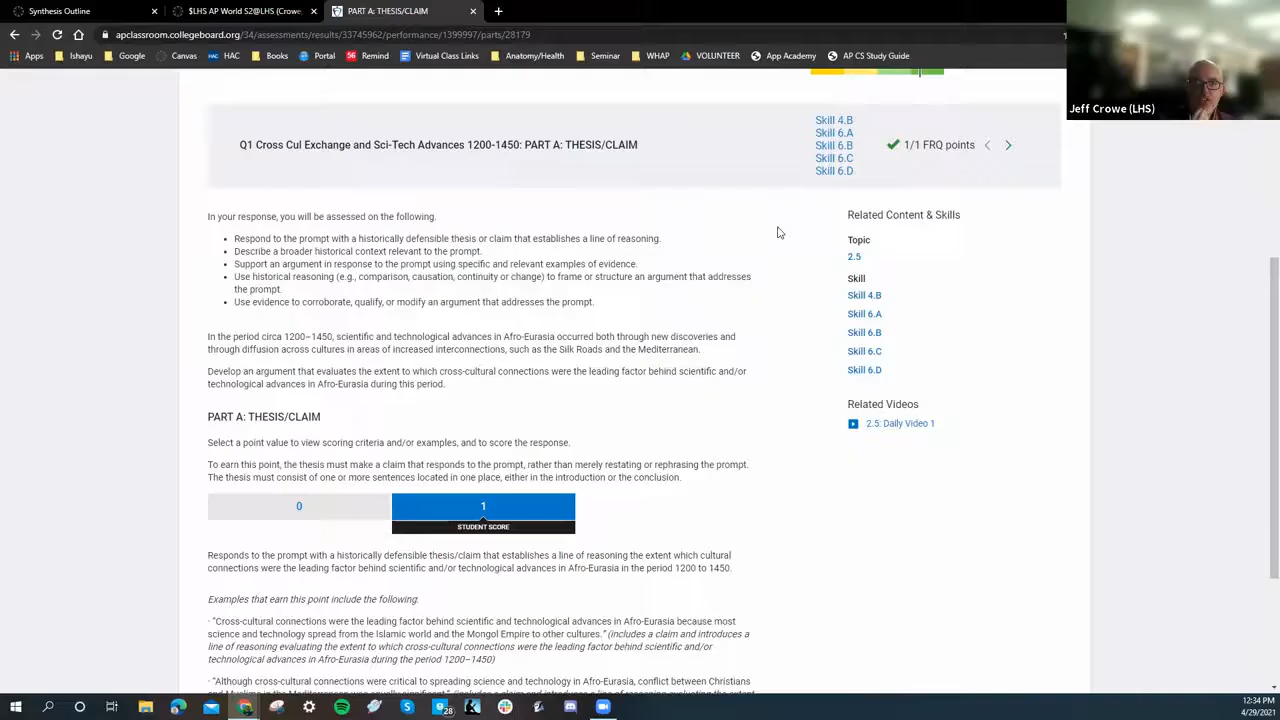 Synthesis Outline
$LHS AP World S2@LHS (Crowe,
PART A: THESIS/CLAIM
apclassroom.collegeboard.org/34/assessments/results/33745962/performance/1399997/parts/28179
Apps
Ishayu
Google
Canvas
HAC HAC
Books
Portal
56 Remind
Virtual Class Links
Anatomy/Health
Seminar
WHAP
VOLUNTEER
App Academy
AP CS Study Guide
Jeff Crowe (LHS)
Q1 Cross Cul Exchange and Sci-Tech Advances 1200-1450: PART A: THESIS/CLAIM
Skill 4.B
Skill 6.A
Skill 6.B
Skill 6.C
Skill 6.D
1/1 FRQ points
In your response, you will be assessed on the following.
• Respond to the prompt with a historically defensible thesis or claim that establishes a line of reasoning.
• Describe a broader historical context relevant to the prompt.
• Support an argument in response to the prompt using specific and relevant examples of evidence.
• Use historical reasoning (e.g., comparison, causation, continuity or change) to frame or structure an argument that addresses
the prompt.
• Use evidence to corroborate, qualify, or modify an argument that addresses the prompt.
In the period circa 1200–1450, scientific and technological advances in Afro-Eurasia occurred both through new discoveries and
through diffusion across cultures in areas of increased interconnections, such as the Silk Roads and the Mediterranean.
Develop an argument that evaluates the extent to which cross-cultural connections were the leading factor behind scientific and/or
technological advances in Afro-Eurasia during this period.
PART A: THESIS/CLAIM
Select a point value to view scoring criteria and/or examples, and to score the response.
To earn this point, the thesis must make a claim that responds to the prompt, rather than merely restating or rephrasing the prompt.
The thesis must consist of one or more sentences located in one place, either in the introduction or the conclusion.
0
1
STUDENT SCORE
Responds to the prompt with a historically defensible thesis/claim that establishes a line of reasoning the extent which cultural
connections were the leading factor behind scientific and/or technological advances in Afro-Eurasia in the period 1200 to 1450.
Examples that earn this point include the following:
· “Cross-cultural connections were the leading factor behind scientific and technological advances in Afro-Eurasia because most
science and technology spread from the Islamic world and the Mongol Empire to other cultures.” (includes a claim and introduces a
line of reasoning evaluating the extent to which cross-cultural connections were the leading factor behind scientific and/or
technological advances in Afro-Eurasia during the period 1200–1450)
· “Although cross-cultural connections were critical to spreading science and technology in Afro-Eurasia, conflict between Christians
and Muslims in the Mediterranean was equally significant.” (includes a claim and introduces a line of reasoning evaluating the extent
Related Content & Skills
Topic
2.5
Skill
Skill 4.B
Skill 6.A
Skill 6.B
Skill 6.C
Skill 6.D
Related Videos
2.5: Daily Video 1
28
12:34 PM
4/29/2021